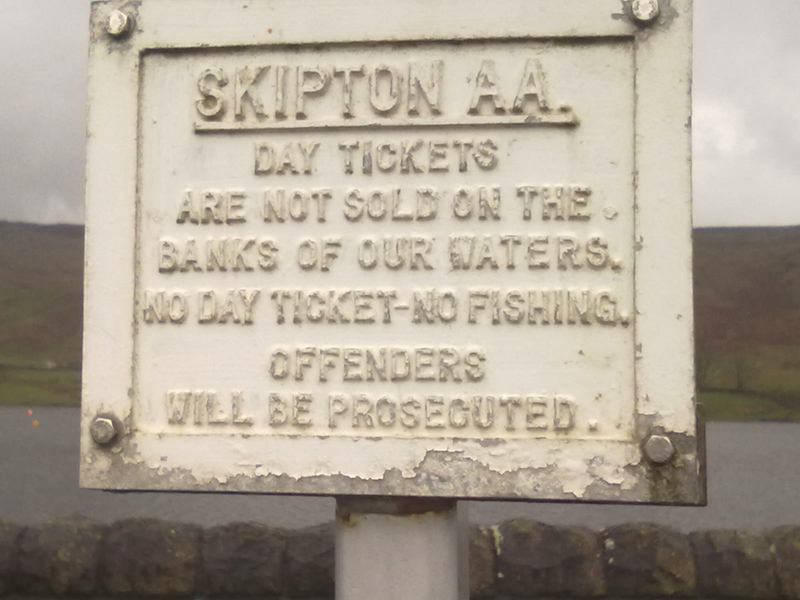 SKIPTON AA.
DAY TICKETS
ARE NOT SOLD ON THE
BANKS OF OUR WATERS.
NO DAY TICKET-NO FISHING.
OFFENDERS
WILL BE PROSECUTED.